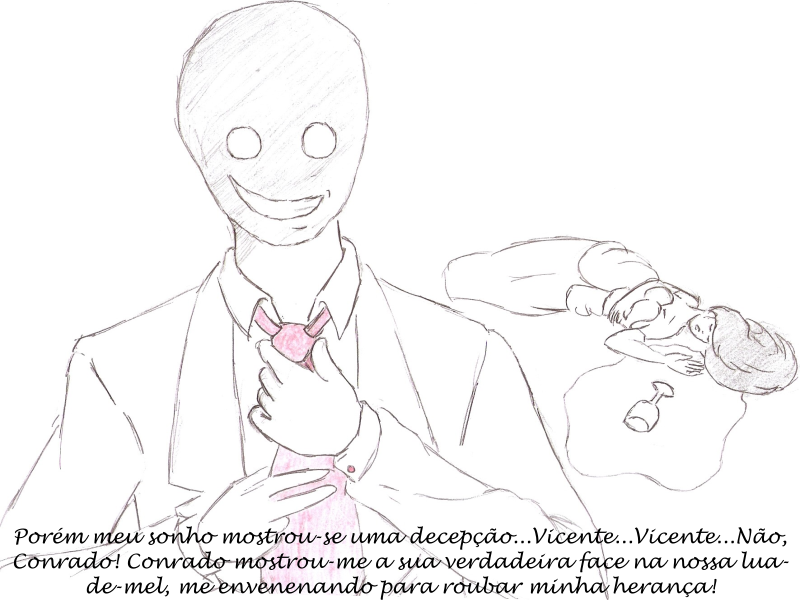 Porém meu sonho mostrou-se uma decepção...Vicente...Vicente...Não,
Conrado! Conrado mostrou-me a sua verdadeira face na nossa lua-
de-mel, me envenenando para roubar minha herança!